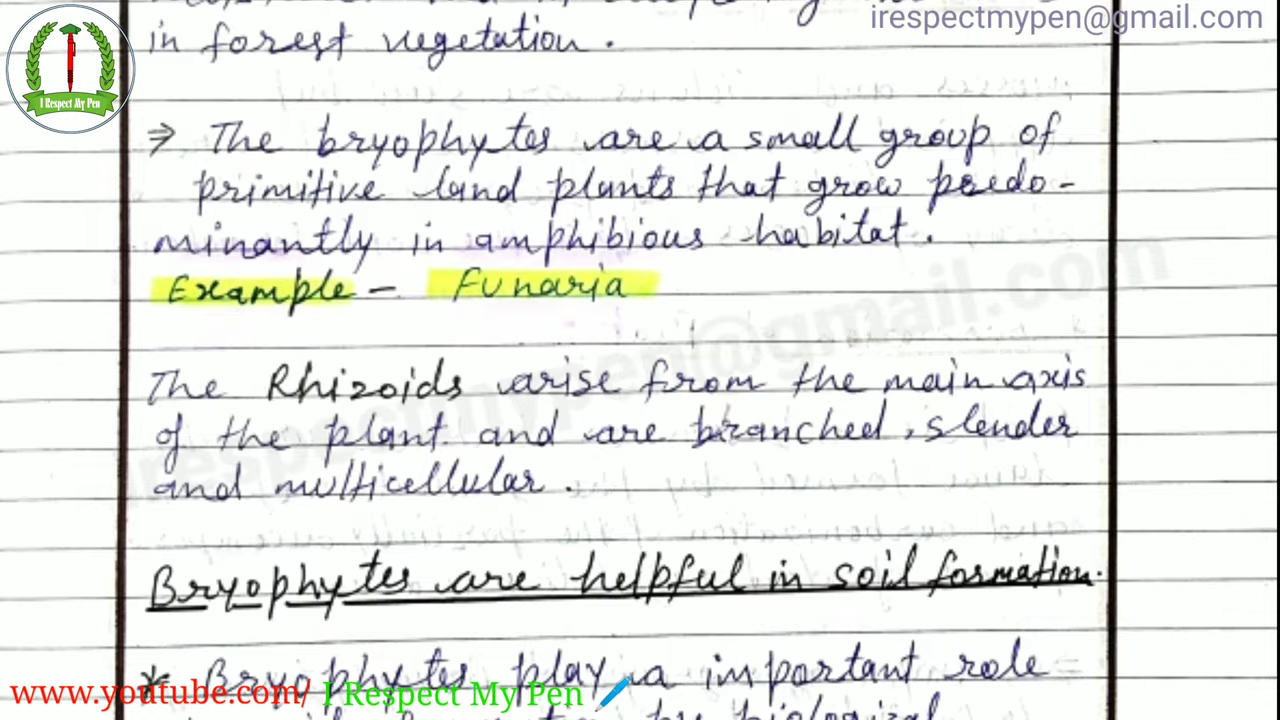 irespectmypen@gmail.com
in forest vegetation.
I Respect My Pen
⇒ The bryophytes are a small group of
primitive land plants that grow predo-
minantly in amphibious habitat.
Example - Funaria
The Rhizoids arise from the main axis
of the plant and are branched, slender
and multicellular.
Bryophytes are helpful in soil formation.
* Bryophytes play a important role
www.youtube.com/ I Respect My Pen
by biological